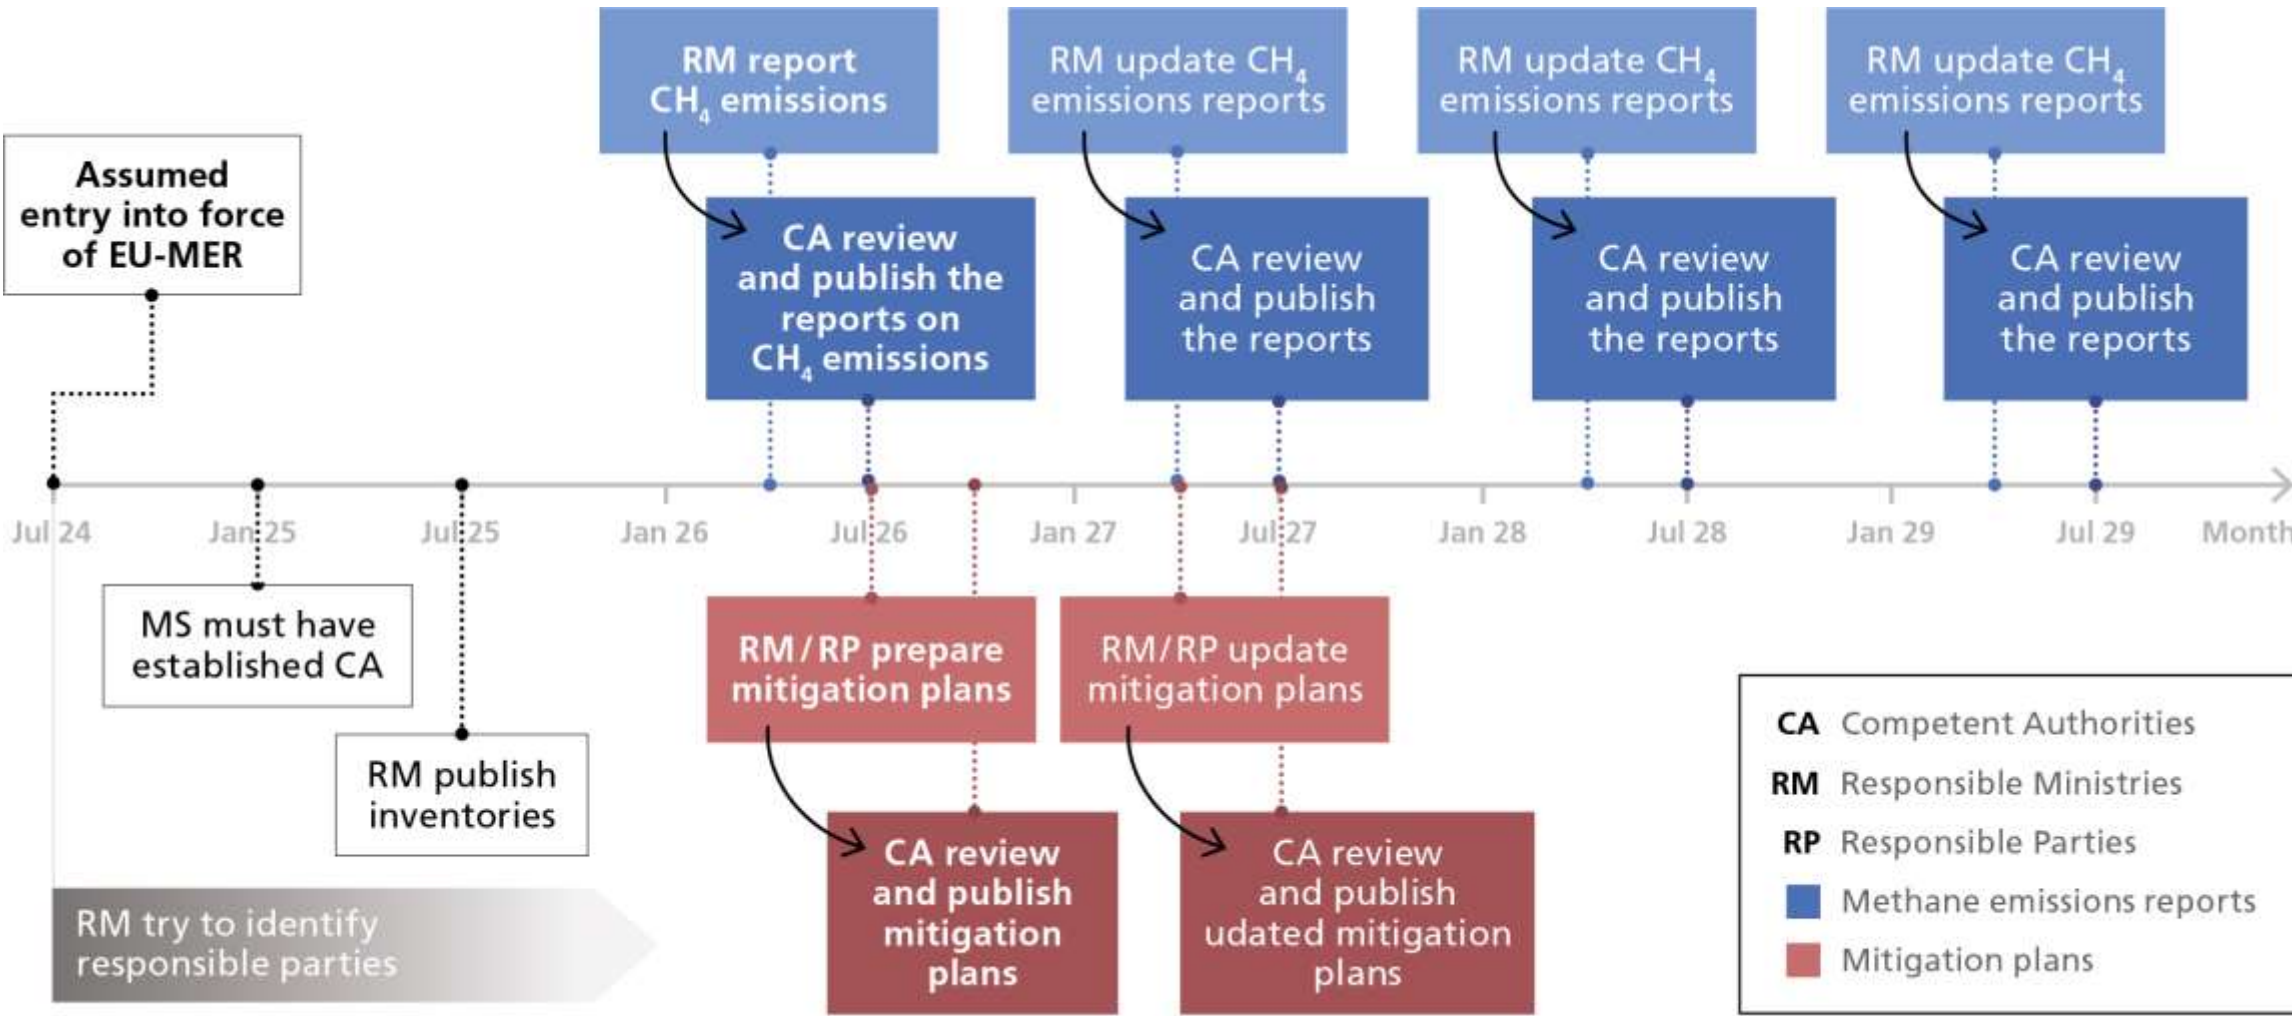 RM report
CH₄ emissions
RM update CH₄
emissions reports
RM update CH₄
emissions reports
RM update CH₄
emissions reports
Assumed
entry into force
of EU-MER
CA review
and publish the
reports on
CH₄ emissions
CA review
and publish
the reports
CA review
and publish
the reports
CA review
and publish
the reports
Jul 24
Jan 25
Jul 25
Jan 26
Jul 26
Jan 27
Jul 27
Jan 28
Jul 28
Jan 29
Jul 29
Month
MS must have
established CA
RM publish
inventories
RM/RP prepare
mitigation plans
RM/RP update
mitigation plans
CA review
and publish
mitigation
plans
CA review
and publish
udated mitigation
plans
RM try to identify
responsible parties
CA Competent Authorities
RM Responsible Ministries
RP Responsible Parties
Methane emissions reports
Mitigation plans